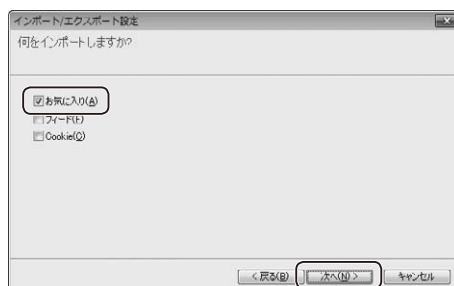 インポート/エクスポート設定
何をインポートしますか?
お気に入り(A)
フィード(E)
Cookie(O)
< 戻る(B) 次へ(N) > キャンセル